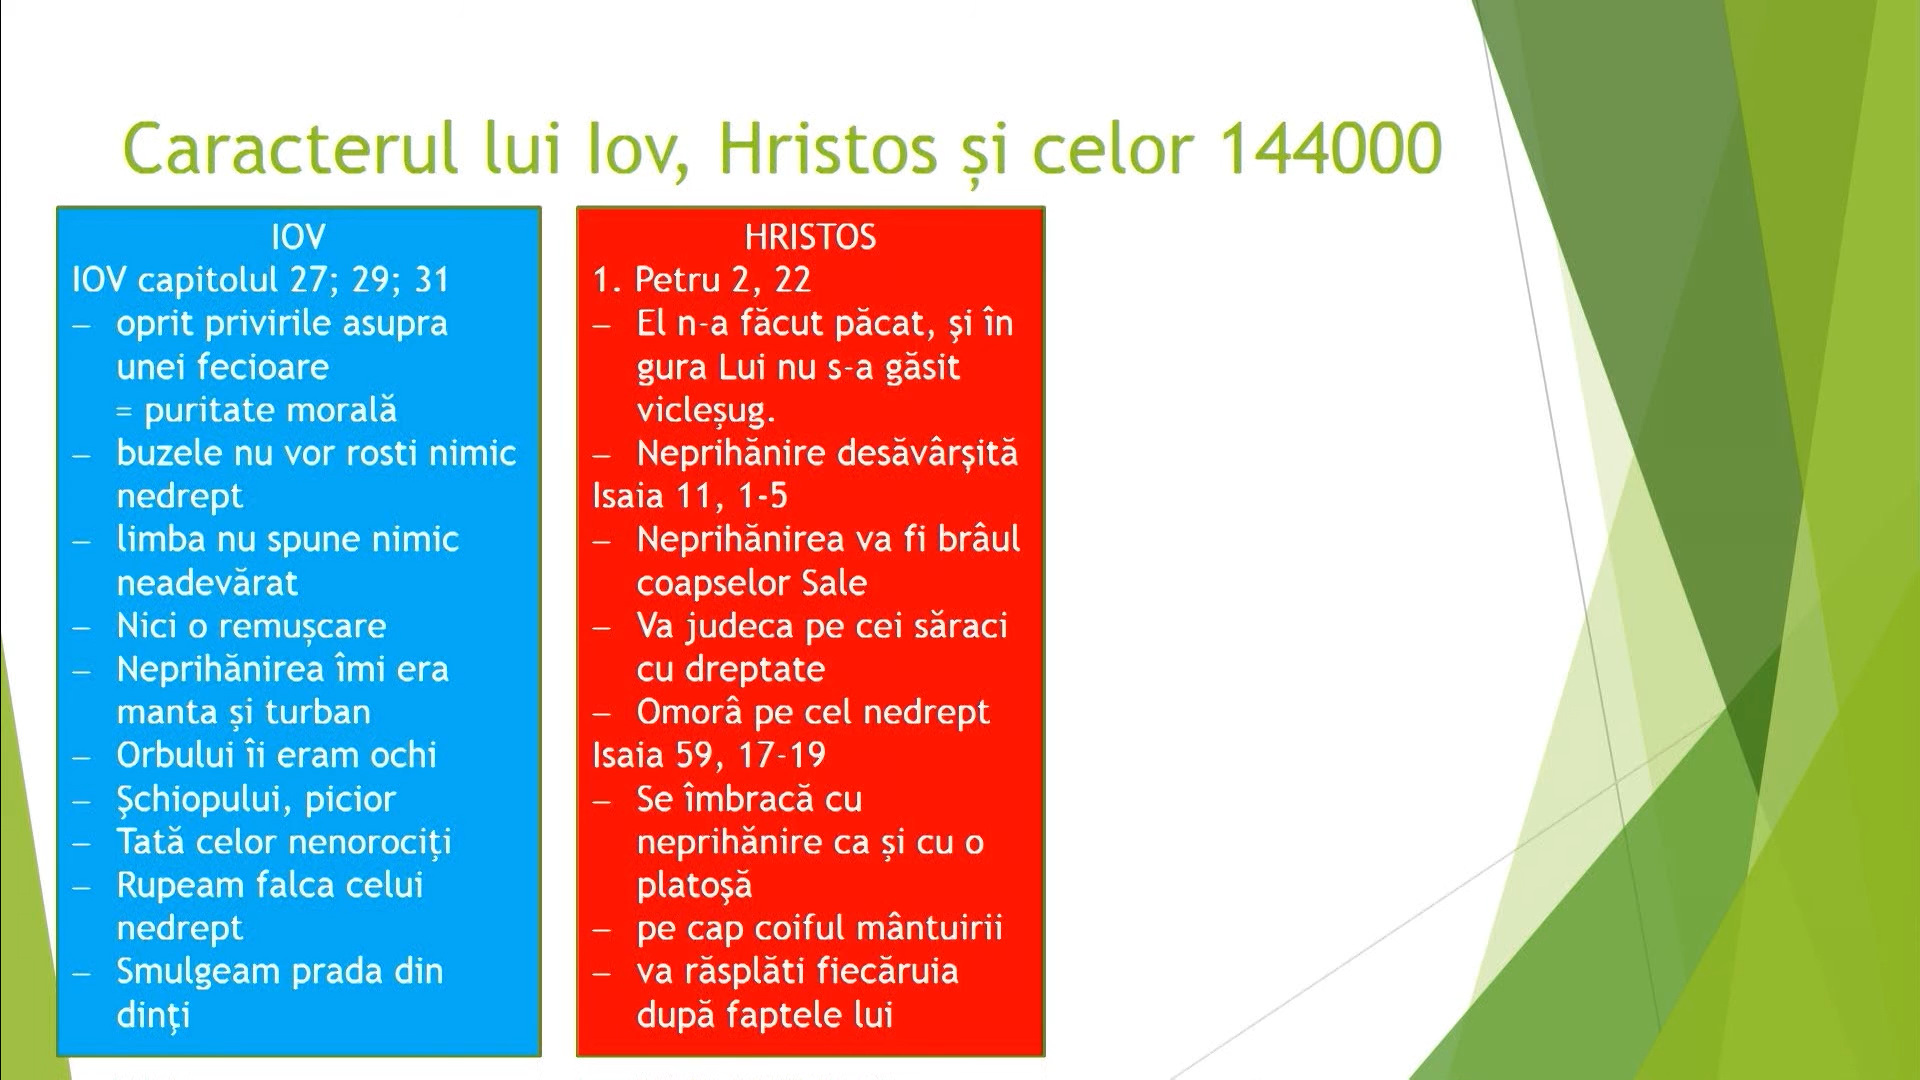 Caracterul lui Iov, Hristos și celor 144000
IOV
IOV capitolul 27; 29; 31
– oprit privirile asupra
unei fecioare
= puritate morală
– buzele nu vor rosti nimic
nedrept
– limba nu spune nimic
neadevărat
– Nici o remușcare
– Neprihănirea îmi era
manta și turban
– Orbului îi eram ochi
– Şchiopului, picior
– Tată celor nenorociți
– Rupeam falca celui
nedrept
– Smulgeam prada din
dinţi
HRISTOS
1. Petru 2, 22
– El n-a făcut păcat, şi în
gura Lui nu s-a găsit
vicleșug.
– Neprihănire desăvârșită
Isaia 11, 1-5
– Neprihănirea va fi brâul
coapselor Sale
– Va judeca pe cei săraci
cu dreptate
– Omorâ pe cel nedrept
Isaia 59, 17-19
– Se îmbracă cu
neprihănire ca și cu o
platoşă
– pe cap coiful mântuirii
– va răsplăti fiecăruia
după faptele lui